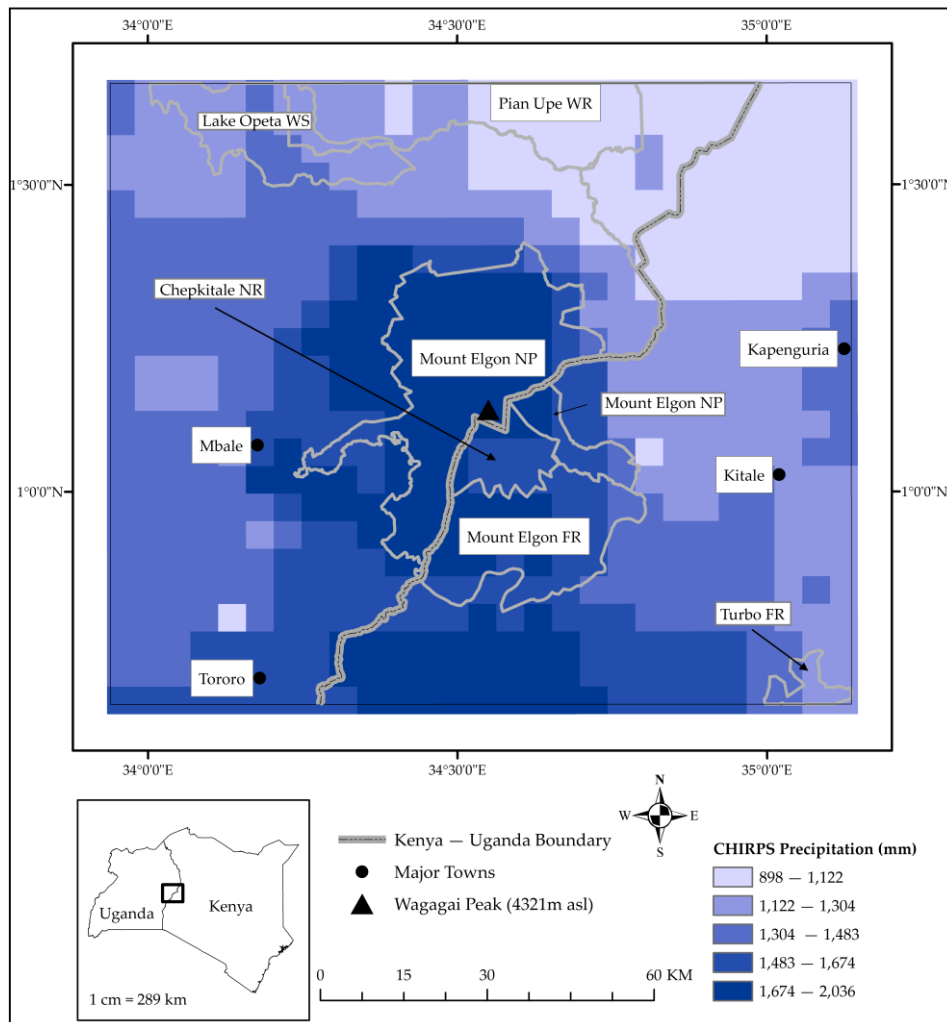 34°0'0"E 34°30'0"E 35°0'0"E
Pian Upe WR
Lake Opeta WS
1°30'0"N 1°30'0"N
Chepkitale NR
Kapenguria
Mount Elgon NP
Mount Elgon NP
Mbale
Kitale
1°0'0"N 1°0'0"N
Mount Elgon FR
Turbo FR
Tororo
34°0'0"E 34°30'0"E 35°0'0"E
N
W E
S
Kenya — Uganda Boundary
Major Towns
Wagagai Peak (4321m asl)
CHIRPS Precipitation (mm)
898 — 1,122
1,122 — 1,304
1,304 — 1,483
1,483 — 1,674
1,674 — 2,036
Uganda
Kenya
1 cm = 289 km
0 15 30 60 KM